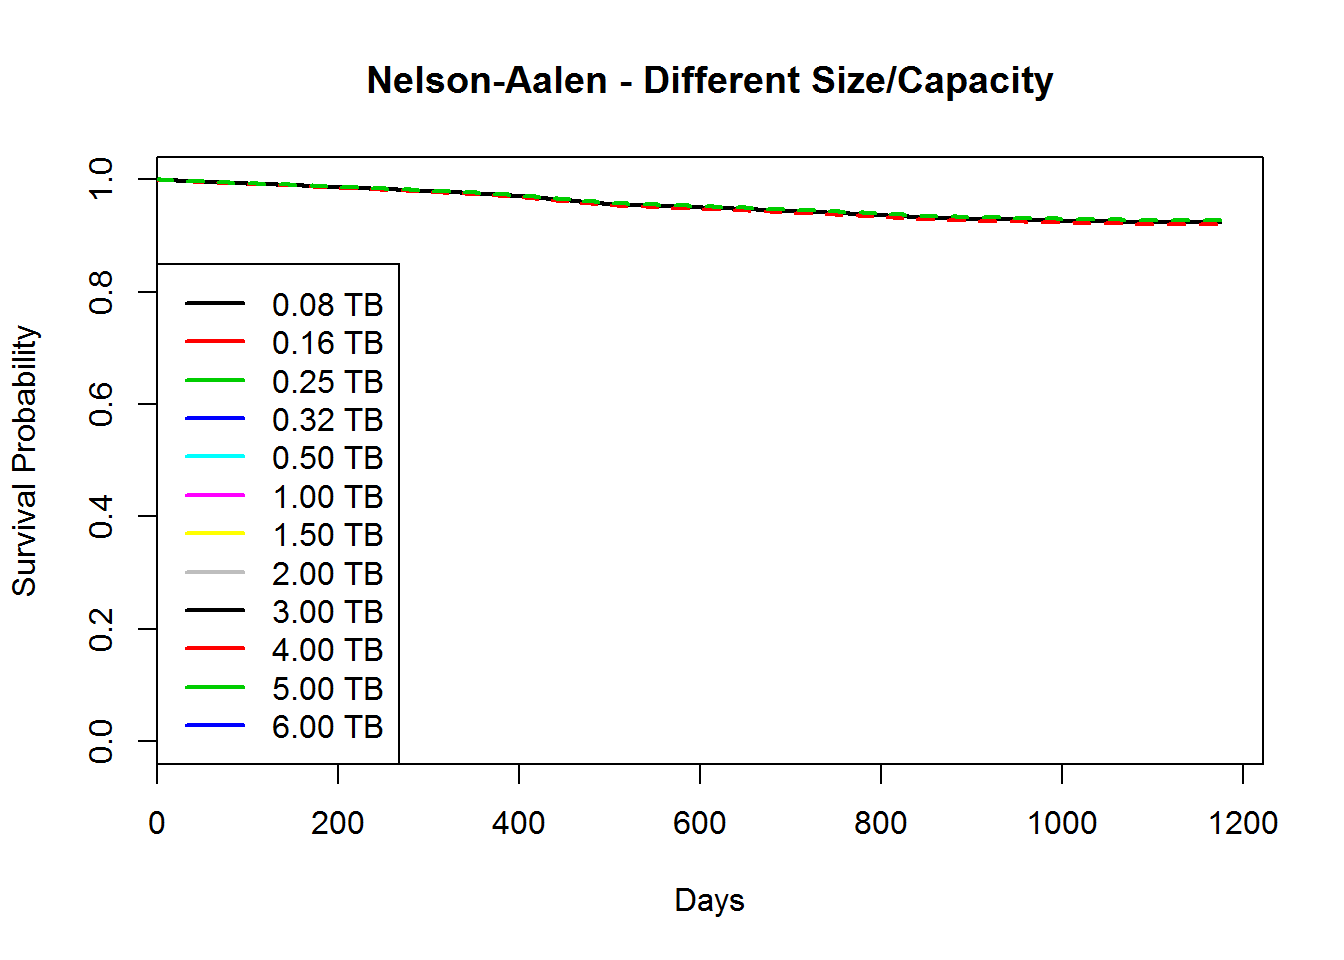 Nelson-Aalen - Different Size/Capacity
Survival Probability
1.0
0.8
0.6
0.4
0.2
0.0
0.08 TB
0.16 TB
0.25 TB
0.32 TB
0.50 TB
1.00 TB
1.50 TB
2.00 TB
3.00 TB
4.00 TB
5.00 TB
6.00 TB
0 200 400 600 800 1000 1200
Days